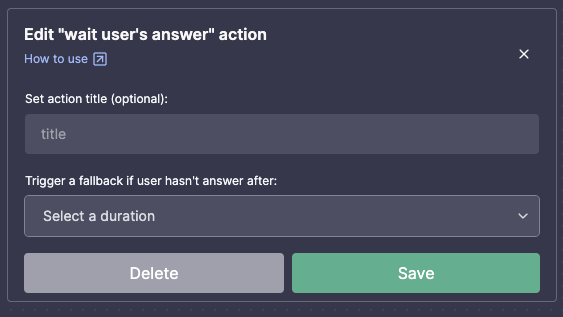 Edit "wait user's answer" action
How to use
Set action title (optional):
title
Trigger a fallback if user hasn't answer after:
Select a duration
Delete
Save